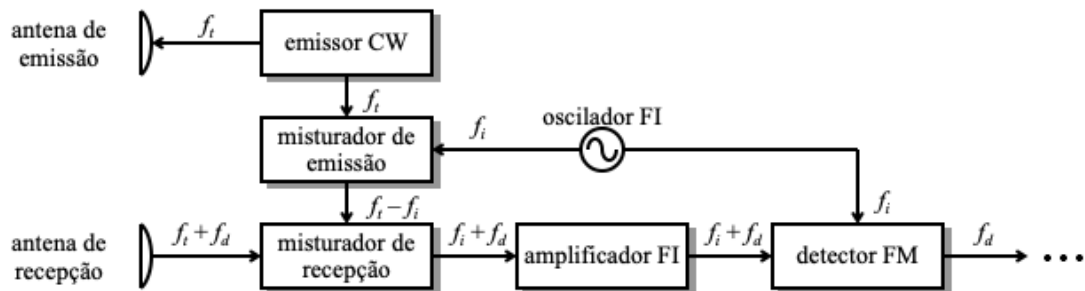 antena de
emissão
f_t
emissor CW
f_t
misturador de
emissão
f_i
oscilador FI
f_t – f_i
f_i
antena de
recepção
f_t + f_d
misturador de
recepção
f_i + f_d
amplificador FI
f_i + f_d
detector FM
f_d
•••